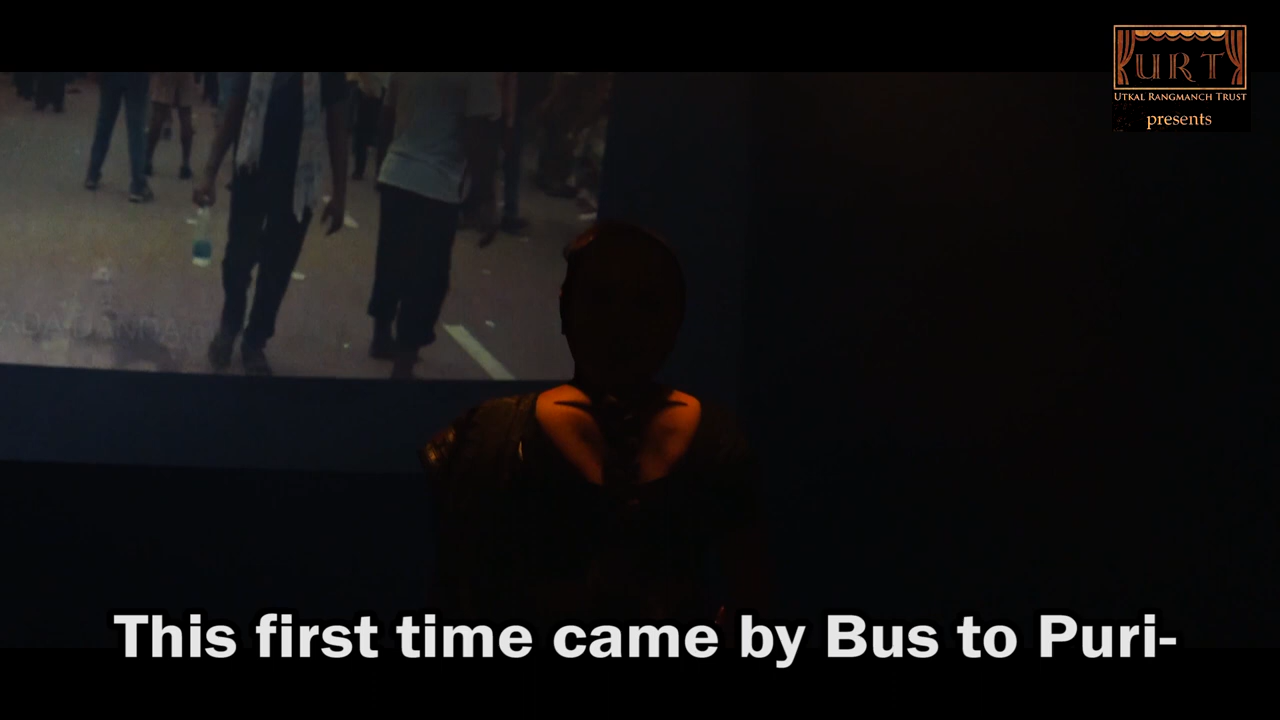 URT
UTKAL RANGMANCH TRUST
presents
This first time came by Bus to Puri-